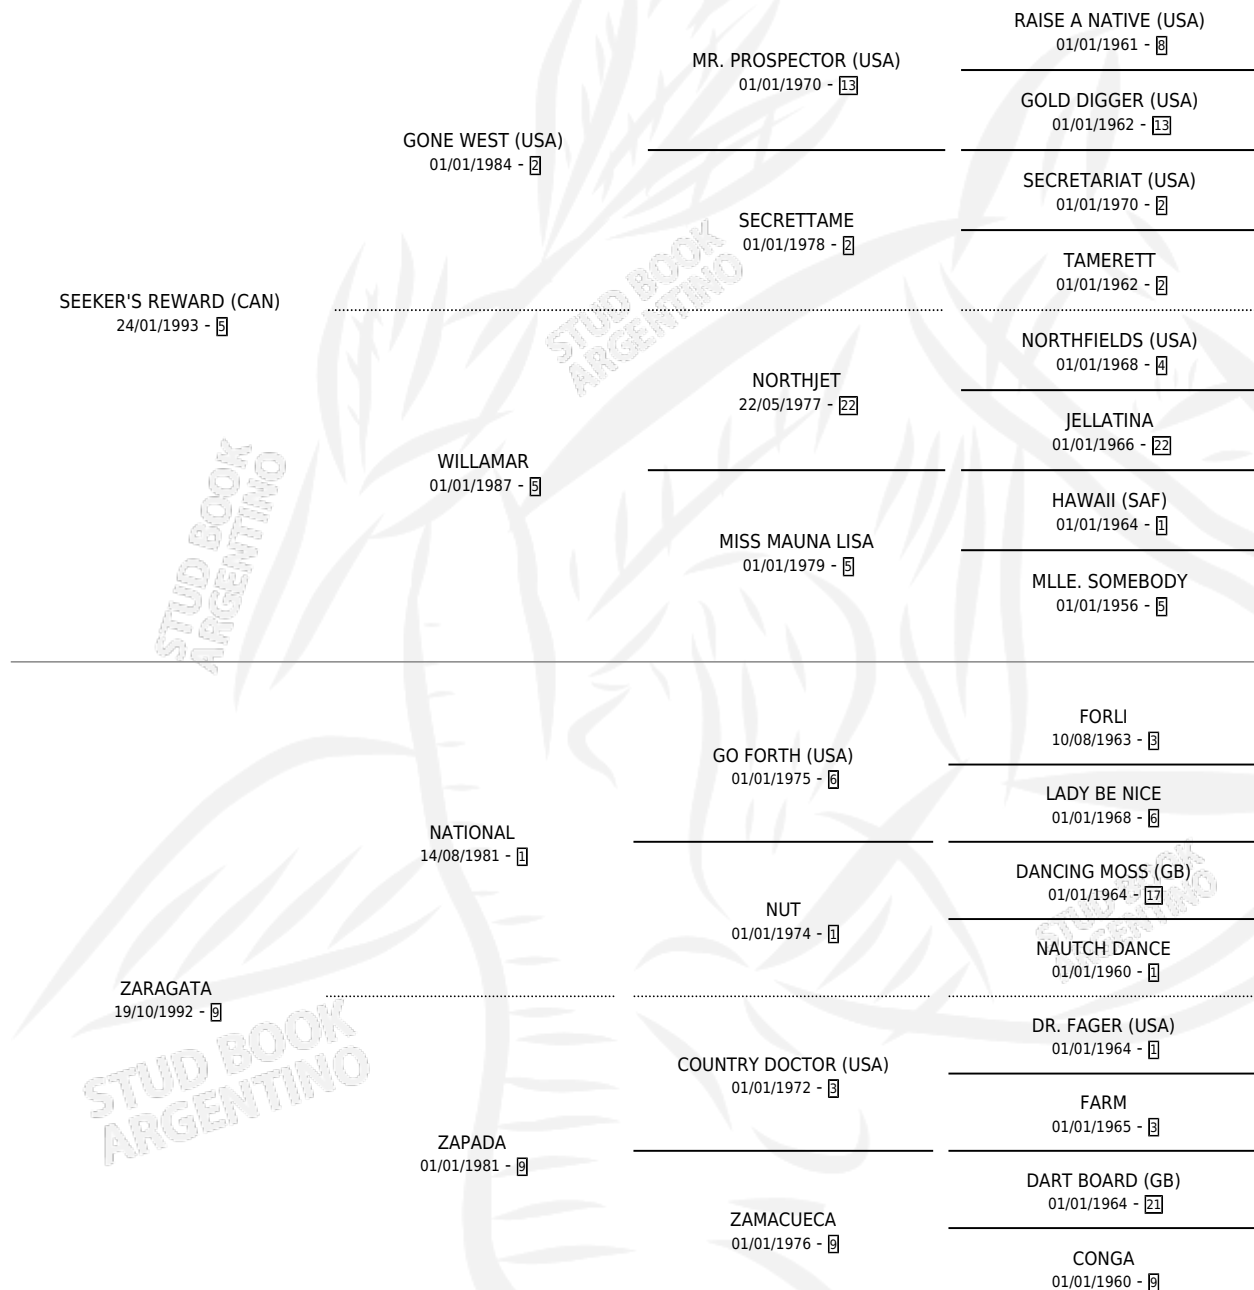 RAISE A NATIVE (USA)
01/01/1961 - 8
MR. PROSPECTOR (USA)
01/01/1970 - 13
GOLD DIGGER (USA)
01/01/1962 - 13
GONE WEST (USA)
01/01/1984 - 2
SECRETARIAT (USA)
01/01/1970 - 2
SECRETTAME
01/01/1978 - 2
TAMERETT
01/01/1962 - 2
SEEKER'S REWARD (CAN)
24/01/1993 - 5
NORTHFIELDS (USA)
01/01/1968 - 4
NORTHJET
22/05/1977 - 22
JELLATINA
01/01/1966 - 22
WILLAMAR
01/01/1987 - 5
HAWAII (SAF)
01/01/1964 - 1
MISS MAUNA LISA
01/01/1979 - 5
MLLE. SOMEBODY
01/01/1956 - 5
FORLI
10/08/1963 - 3
GO FORTH (USA)
01/01/1975 - 6
LADY BE NICE
01/01/1968 - 6
NATIONAL
14/08/1981 - 1
DANCING MOSS (GB)
01/01/1964 - 17
NUT
01/01/1974 - 1
NAUTCH DANCE
01/01/1960 - 1
ZARAGATA
19/10/1992 - 9
DR. FAGER (USA)
01/01/1964 - 1
COUNTRY DOCTOR (USA)
01/01/1972 - 3
FARM
01/01/1965 - 3
ZAPADA
01/01/1981 - 9
DART BOARD (GB)
01/01/1964 - 21
ZAMACUECA
01/01/1976 - 9
CONGA
01/01/1960 - 9
STUD BOOK
ARGENTINO
STUD BOOK
ARGENTINO
STUD BOOK
ARGENTINO
STUD BOOK
ARGENTINO